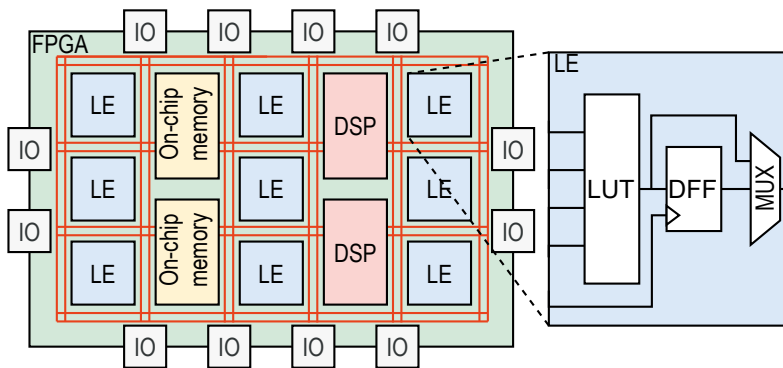 IO IO IO IO
FPGA
LE
LE
On-chip
memory
LE
DSP
LE
IO
IO
LUT
DFF
MUX
LE
LE
LE
IO
IO
On-chip
memory
DSP
LE
LE
LE
IO IO IO IO